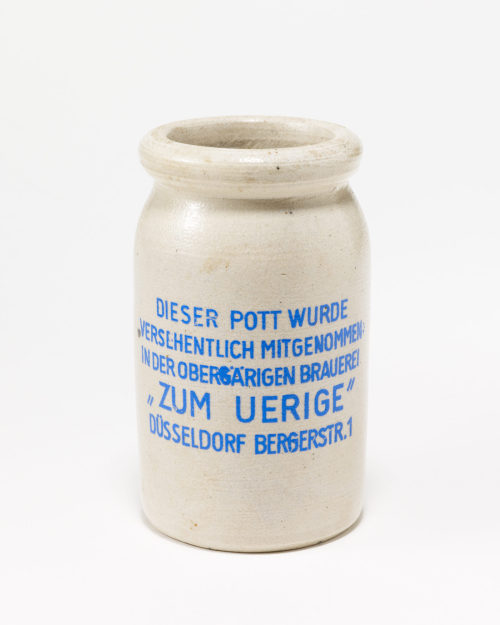 DIESER POTT WURDE
„VERSEHENTLICH MITGENOMMEN“
IN DER OBERGÄRIGEN BRAUEREI
„ZUM UERIGE“
DÜSSELDORF BERGERSTR.1